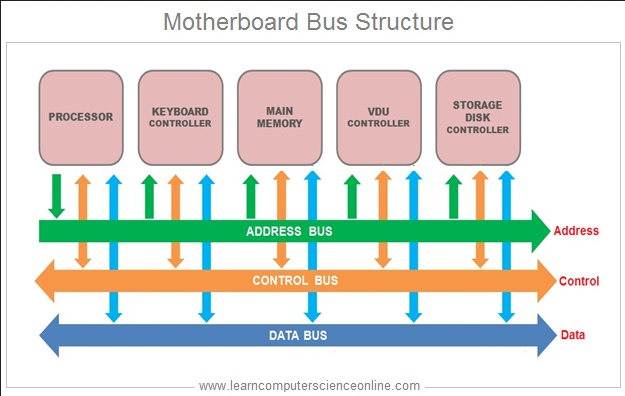 Motherboard Bus Structure
PROCESSOR
KEYBOARD
CONTROLLER
MAIN
MEMORY
VDU
CONTROLLER
STORAGE
DISK
CONTROLLER
ADDRESS BUS
Address
CONTROL BUS
Control
DATA BUS
Data
www.learncomputerscienceonline.com